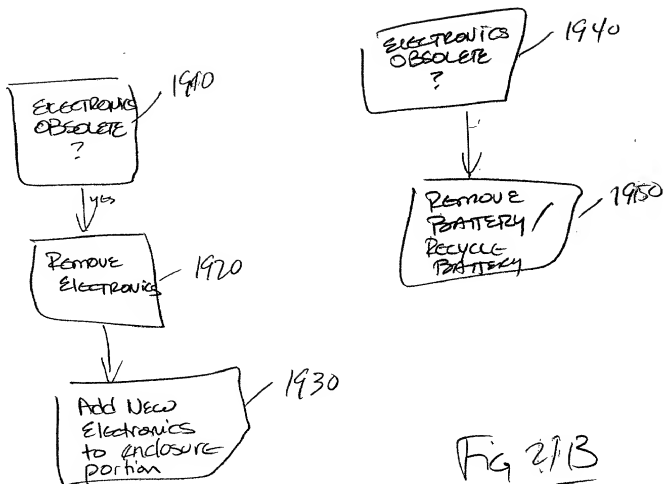 ELECTRONICS
OBSOLETE
?
1910
YES
REMOVE
ELECTRONICS
1920
Add New
Electronics
to enclosure
portion
1930
ELECTRONICS
OBSOLETE
?
1940
REMOVE
BATTERY/
RECYCLE
BATTERY
1950
Fig 21B